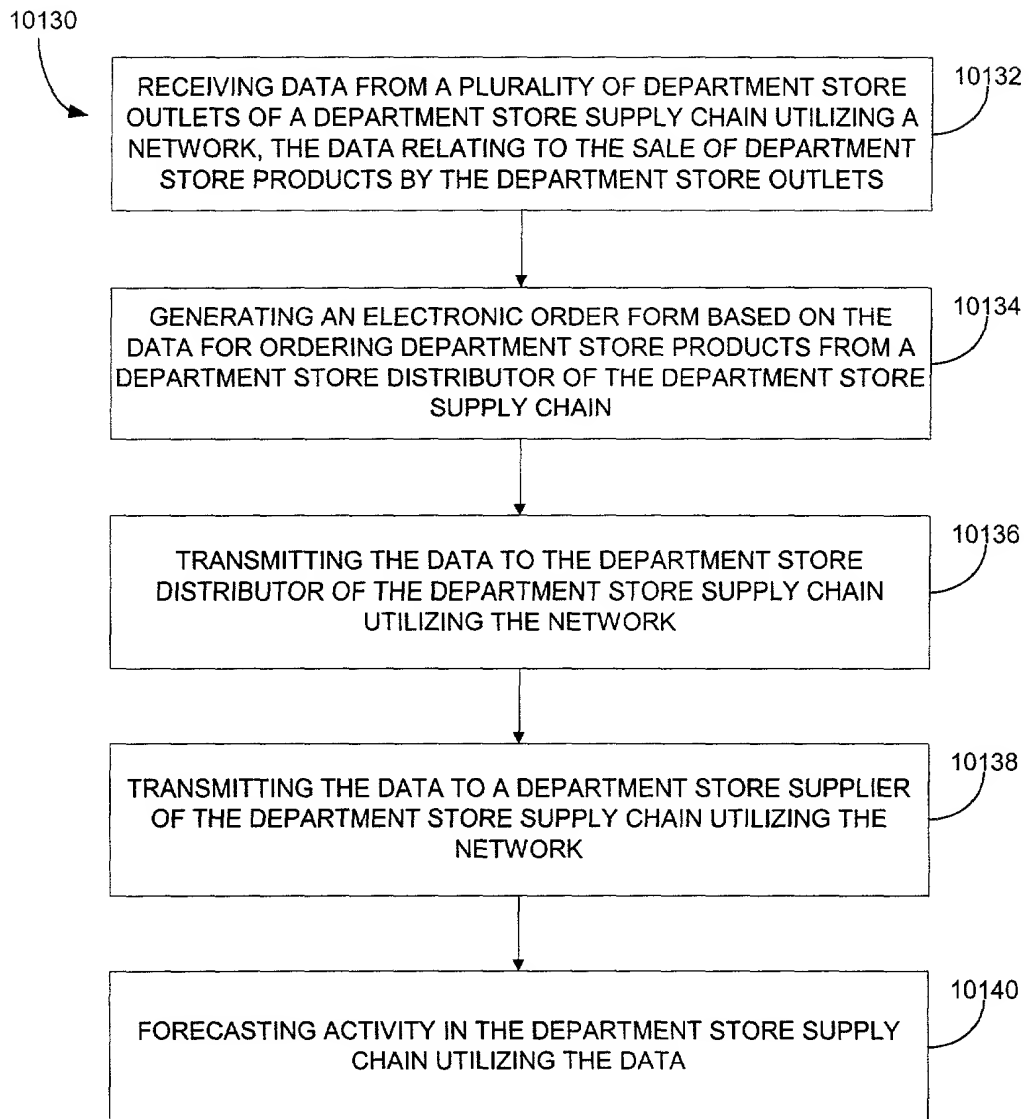 10130
10132
RECEIVING DATA FROM A PLURALITY OF DEPARTMENT STORE
OUTLETS OF A DEPARTMENT STORE SUPPLY CHAIN UTILIZING A
NETWORK, THE DATA RELATING TO THE SALE OF DEPARTMENT
STORE PRODUCTS BY THE DEPARTMENT STORE OUTLETS
10134
GENERATING AN ELECTRONIC ORDER FORM BASED ON THE
DATA FOR ORDERING DEPARTMENT STORE PRODUCTS FROM A
DEPARTMENT STORE DISTRIBUTOR OF THE DEPARTMENT STORE
SUPPLY CHAIN
10136
TRANSMITTING THE DATA TO THE DEPARTMENT STORE
DISTRIBUTOR OF THE DEPARTMENT STORE SUPPLY CHAIN
UTILIZING THE NETWORK
10138
TRANSMITTING THE DATA TO A DEPARTMENT STORE SUPPLIER
OF THE DEPARTMENT STORE SUPPLY CHAIN UTILIZING THE
NETWORK
10140
FORECASTING ACTIVITY IN THE DEPARTMENT STORE SUPPLY
CHAIN UTILIZING THE DATA